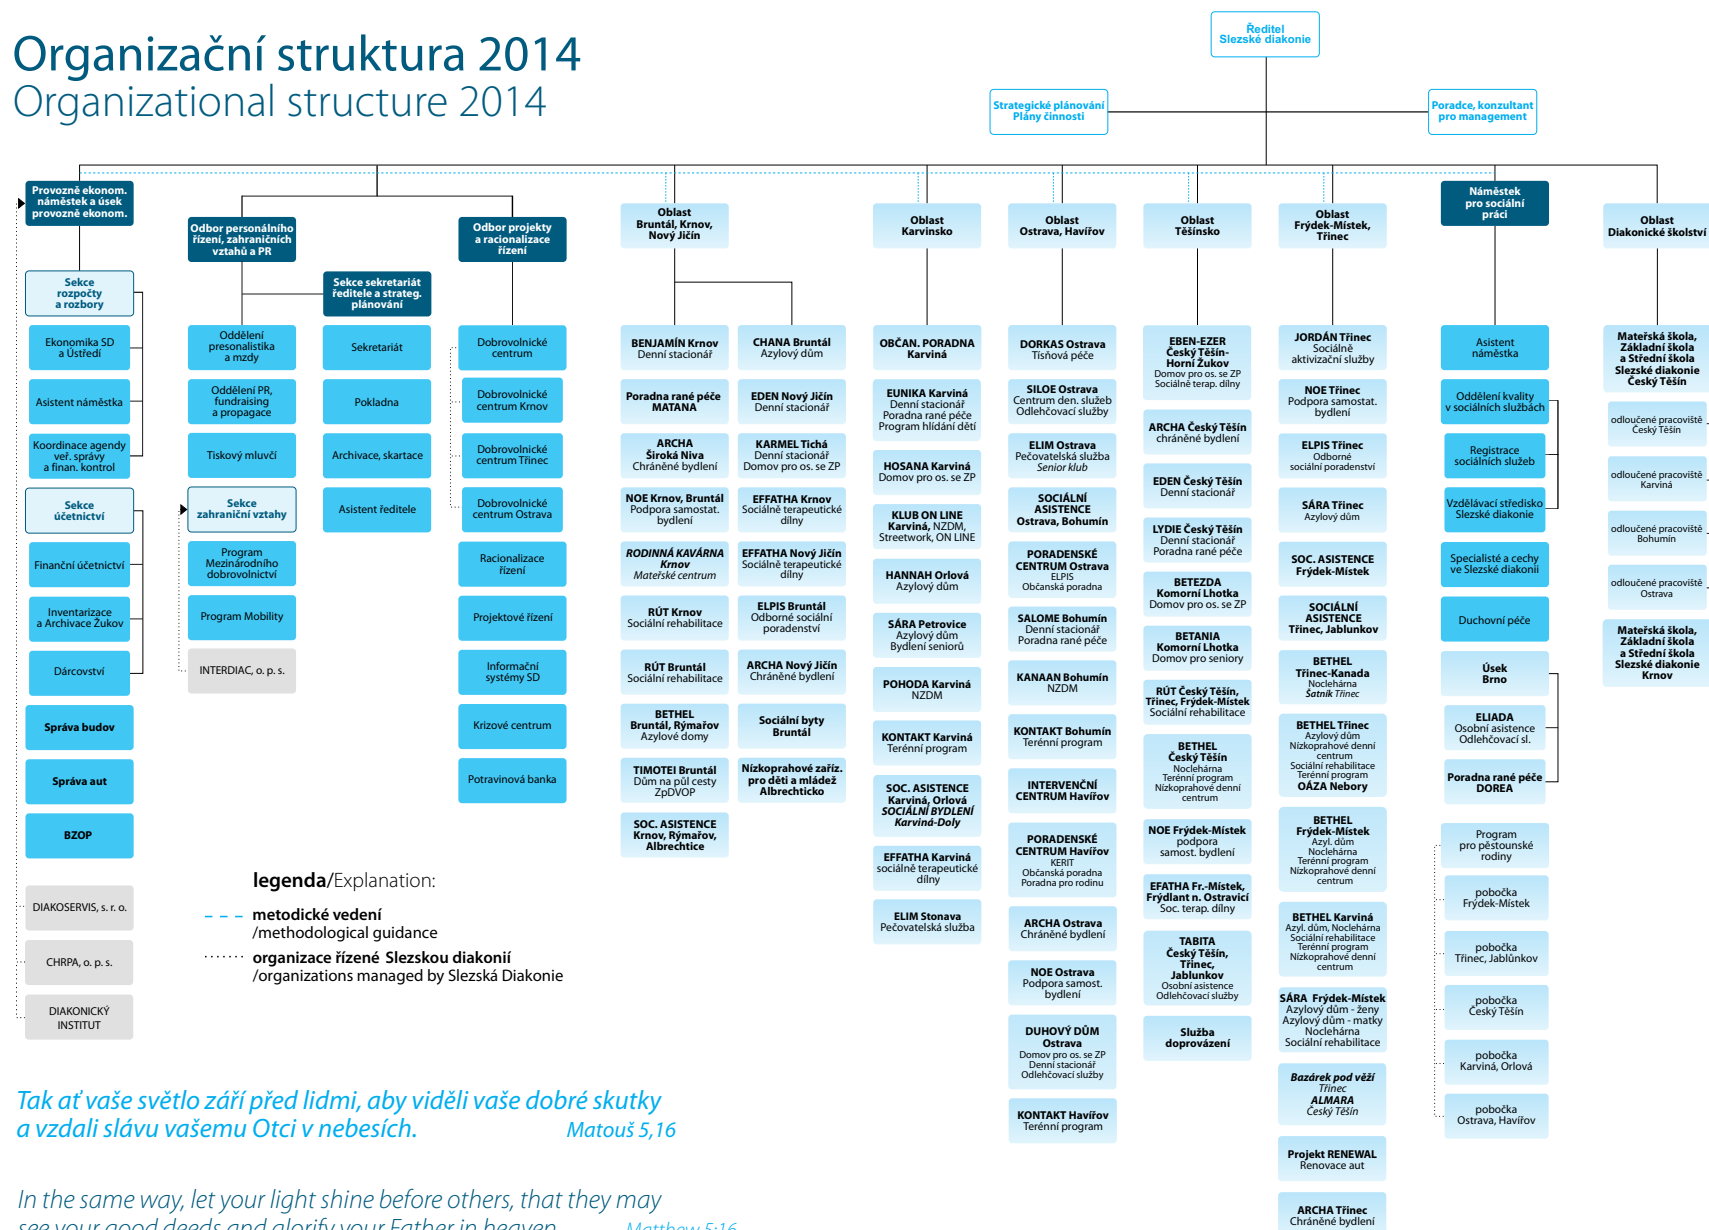 Organizační struktura 2014
Organizational structure 2014
Ředitel
Slezské diakonie
Strategické plánování
Plány činnosti
Poradce, konzultant
pro management
Provozně ekonom.
náměstek a úsek
provozně ekonom.
Sekce
rozpočty
a rozbory
Ekonomika SD
a Ústředí
Asistent náměstka
Koordinace agendy
veř. správy
a finan. kontrol
Sekce
účetnictví
Finanční účetnictví
Inventarizace
a Archivace Žukov
Dárcovství
Správa budov
Správa aut
BZOP
DIAKOSERVIS, s. r. o.
CHRPA, o. p. s.
DIAKONICKÝ
INSTITUT
Odbor personálního
řízení, zahraničních
vztahů a PR
Oddělení
presonalistika
a mzdy
Oddělení PR,
fundraising
a propagace
Tiskový mluvčí
Sekce
zahraniční vztahy
Program
Mezinárodního
dobrovolnictví
Program Mobility
INTERDIAC, o. p. s.
Sekce sekretariát
ředitele a strateg.
plánování
Sekretariát
Pokladna
Archivace, skartace
Asistent ředitele
Odbor projekty
a racionalizace
řízení
Dobrovolnické
centrum
Dobrovolnické
centrum Krnov
Dobrovolnické
centrum Třinec
Dobrovolnické
centrum Ostrava
Racionalizace
řízení
Projektové řízení
Informační
systémy SD
Krizové centrum
Potravinová banka
Oblast
Bruntál, Krnov,
Nový Jičín
BENJAMÍN Krnov
Denní stacionář
Poradna rané péče
MATANA
ARCHA
Široká Niva
Chráněné bydlení
NOE Krnov, Bruntál
Podpora samostat.
bydlení
RODINNÁ KAVÁRNA
Krnov
Mateřské centrum
RÚT Krnov
Sociální rehabilitace
RÚT Bruntál
Sociální rehabilitace
BETHEL
Bruntál, Rýmařov
Azylové domy
TIMOTEI Bruntál
Dům na půl cesty
ZpDVOP
SOC. ASISTENCE
Krnov, Rýmařov,
Albrechtice
CHANA Bruntál
Azylový dům
EDEN Nový Jičín
Denní stacionář
KARMEL Tichá
Denní stacionář
Domov pro os. se ZP
EFFATHA Krnov
Sociálně terapeutické
dílny
EFFATHA Nový Jičín
Sociálně terapeutické
dílny
ELPIS Bruntál
Odborné sociální
poradenství
ARCHA Nový Jičín
Chráněné bydlení
Sociální byty
Bruntál
Nízkoprahové zaříz.
pro děti a mládež
Albrechticko
Oblast
Karvinsko
OBČAN. PORADNA
Karviná
EUNIKA Karviná
Denní stacionář
Poradna rané péče
Program hlídání dětí
HOSANA Karviná
Domov pro os. se ZP
KLUB ON LINE
Karviná, NZDM,
Streetwork, ON LINE
HANNAH Orlová
Azylový dům
SÁRA Petrovice
Azylový dům
Bydlení seniorů
POHODA Karviná
NZDM
KONTAKT Karviná
Terénní program
SOC. ASISTENCE
Karviná, Orlová
SOCIÁLNÍ BYDLENÍ
Karviná-Doly
EFFATHA Karviná
sociálně terapeutické
dílny
ELIM Stonava
Pečovatelská služba
Oblast
Ostrava, Havířov
DORKAS Ostrava
Tísňová péče
SILOE Ostrava
Centrum den. služeb
Odlehčovací služby
ELIM Ostrava
Pečovatelská služba
Senior klub
SOCIÁLNÍ
ASISTENCE
Ostrava, Bohumín
PORADENSKÉ
CENTRUM Ostrava
ELPIS
Občanská poradna
SALOME Bohumín
Denní stacionář
Poradna rané péče
KANAAN Bohumín
NZDM
KONTAKT Bohumín
Terénní program
INTERVENČNÍ
CENTRUM Havířov
PORADENSKÉ
CENTRUM Havířov
KERIT
Občanská poradna
Poradna pro rodinu
ARCHA Ostrava
Chráněné bydlení
NOE Ostrava
Podpora samost.
bydlení
DUHOVÝ DŮM
Ostrava
Domov pro os. se ZP
Denní stacionář
Odlehčovací služby
KONTAKT Havířov
Terénní program
Oblast
Těšínsko
EBEN-EZER
Český Těšín-
Horní Žukov
Domov pro os. se ZP
Sociálně terap. dílny
ARCHA Český Těšín
chráněné bydlení
EDEN Český Těšín
Denní stacionář
LYDIE Český Těšín
Denní stacionář
Poradna rané péče
BETEZDA
Komorní Lhotka
Domov pro os. se ZP
BETANIA
Komorní Lhotka
Domov pro seniory
RÚT Český Těšín,
Třinec, Frýdek-Místek
Sociální rehabilitace
BETHEL
Český Těšín
Noclehárna
Terénní program
Nízkoprahové denní
centrum
NOE Frýdek-Místek
podpora
samost. bydlení
EFATHA Fr.-Místek,
Frýdlant n. Ostravicí
Soc. terap. dílny
TABITA
Český Těšín,
Třinec,
Jablunkov
Osobní asistence
Odlehčovací služby
Služba
doprovázení
Oblast
Frýdek-Místek,
Třinec
JORDÁN Třinec
Sociálně
aktivizační služby
NOE Třinec
Podpora samostat.
bydlení
ELPIS Třinec
Odborné
sociální poradenství
SÁRA Třinec
Azylový dům
SOC. ASISTENCE
Frýdek-Místek
SOCIÁLNÍ
ASISTENCE
Třinec, Jablunkov
BETHEL
Třinec-Kanada
Noclehárna
Šatník Třinec
BETHEL Třinec
Azylový dům
Nízkoprahové denní
centrum
Sociální rehabilitace
Terénní program
OÁZA Nebory
BETHEL
Frýdek-Místek
Azyl. dům
Noclehárna
Terénní program
Nízkoprahové denní
centrum
BETHEL Karviná
Azyl. dům, Noclehárna
Sociální rehabilitace
Terénní program
Nízkoprahové denní
centrum
SÁRA Frýdek-Místek
Azylový dům - ženy
Azylový dům - matky
Noclehárna
Sociální rehabilitace
Bazárek pod věží
Třinec
ALMARA
Český Těšín
Projekt RENEWAL
Renovace aut
ARCHA Třinec
Chráněné bydlení
Náměstek
pro sociální
práci
Asistent
náměstka
Oddělení kvality
v sociálních službách
Registrace
sociálních služeb
Vzdělávací středisko
Slezské diakonie
Specialisté a cechy
ve Slezské diakonii
Duchovní péče
Úsek
Brno
ELIADA
Osobní asistence
Odlehčovací sl.
Poradna rané péče
DOREA
Program
pro pěstounské
rodiny
pobočka
Frýdek-Místek
pobočka
Třinec, Jablůnkov
pobočka
Český Těšín
pobočka
Karviná, Orlová
pobočka
Ostrava, Havířov
Oblast
Diakonické školství
Mateřská škola,
Základní škola
a Střední škola
Slezské diakonie
Český Těšín
odloučené pracoviště
Český Těšín
odloučené pracoviště
Karviná
odloučené pracoviště
Bohumín
odloučené pracoviště
Ostrava
Mateřská škola,
Základní škola
a Střední škola
Slezské diakonie
Krnov
legenda/Explanation:
metodické vedení
/methodological guidance
organizace řízené Slezskou diakonií
/organizations managed by Slezská Diakonie
Tak ať vaše světlo září před lidmi, aby viděli vaše dobré skutky
a vzdali slávu vašemu Otci v nebesích. Matouš 5,16
In the same way, let your light shine before others, that they may
see your good deeds and glorify your Father in heaven. Matthew 5:16